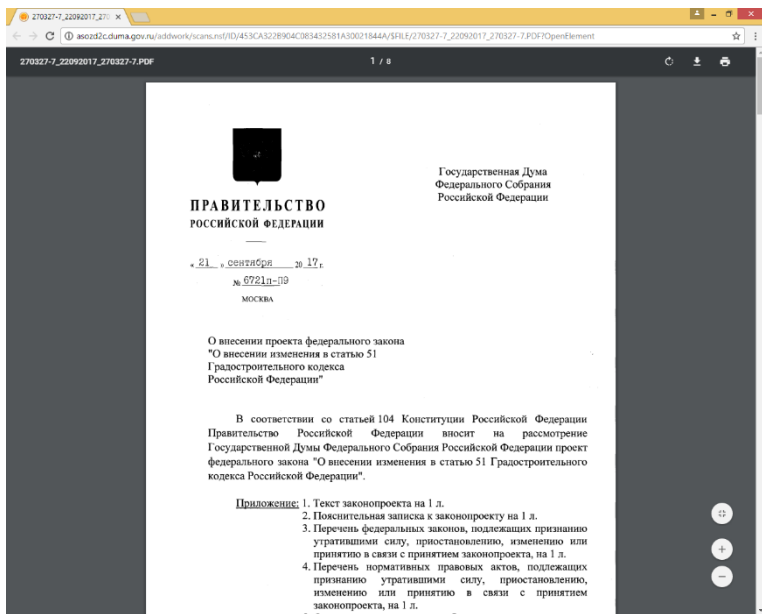 270327-7_22092017_270
asozd2c.duma.gov.ru/addwork/scans.nsf/ID/453CA322B904C083432581A30021844A/$FILE/270327-7_22092017_270327-7.PDF?OpenElement
270327-7_22092017_270327-7.PDF
1 / 8
ПРАВИТЕЛЬСТВО
РОССИЙСКОЙ ФЕДЕРАЦИИ
« 21 » сентября 20 17 г.
№ 6721п-П9
МОСКВА
Государственная Дума
Федерального Собрания
Российской Федерации
О внесении проекта федерального закона
"О внесении изменения в статью 51
Градостроительного кодекса
Российской Федерации"
В соответствии со статьей 104 Конституции Российской Федерации
Правительство Российской Федерации вносит на рассмотрение
Государственной Думы Федерального Собрания Российской Федерации проект
федерального закона "О внесении изменения в статью 51 Градостроительного
кодекса Российской Федерации".
Приложение: 1. Текст законопроекта на 1 л.
2. Пояснительная записка к законопроекту на 1 л.
3. Перечень федеральных законов, подлежащих признанию
утратившими силу, приостановлению, изменению или
принятию в связи с принятием законопроекта, на 1 л.
4. Перечень нормативных правовых актов, подлежащих
признанию утратившими силу, приостановлению,
изменению или принятию в связи с принятием
законопроекта, на 1 л.